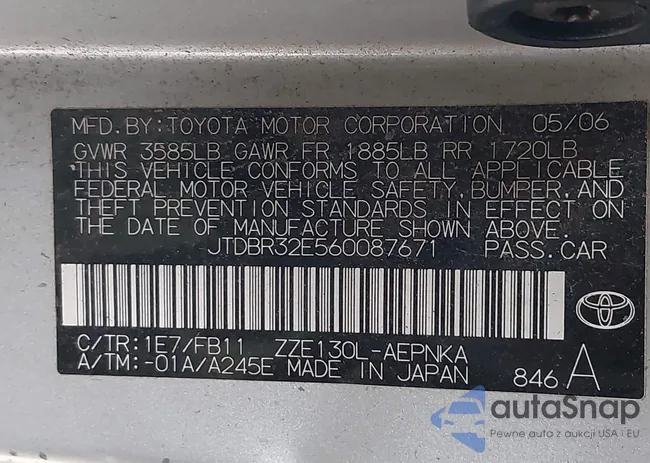 MFD.BY:TOYOTA MOTOR CORPORATION 05/06
GVWR 3585LB GAWR FR 1885LB RR 1720LB
THIS VEHICLE CONFORMS TO ALL APPLICABLE
FEDERAL MOTOR VEHICLE SAFETY, BUMPER, AND
THEFT PREVENTION STANDARDS IN EFFECT ON
THE DATE OF MANUFACTURE SHOWN ABOVE.
JTDBR32E560087671 PASS.CAR
C/TR:1E7/FB11 ZZE130L-AEPNKA
A/TM:-01A/A245E MADE IN JAPAN 846 A
autaSnap
Pewne auto z aukcji USA i EU